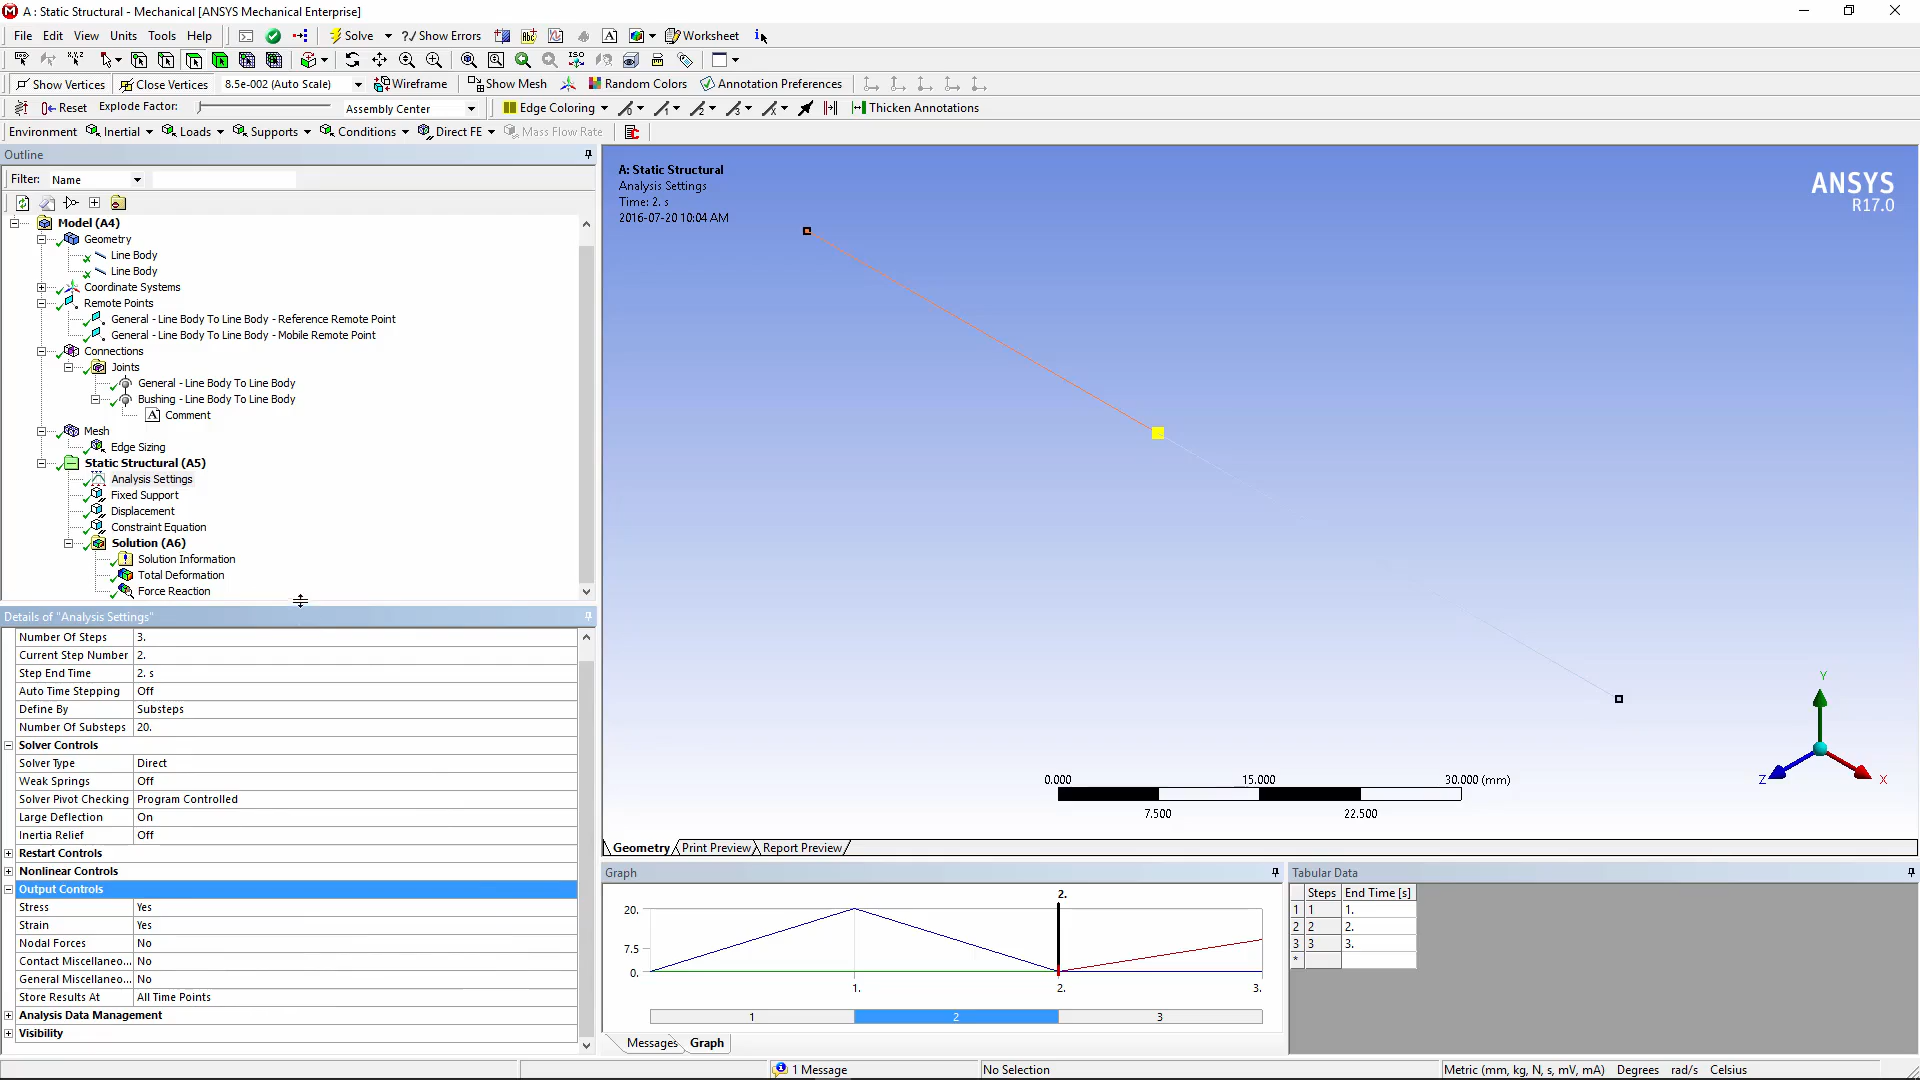 A : Static Structural - Mechanical [ANSYS Mechanical Enterprise]
File Edit View Units Tools Help Solve ?/ Show Errors Worksheet
Show Vertices Close Vertices 8.5e-002 (Auto Scale) Wireframe Show Mesh Random Colors Annotation Preferences
Reset Explode Factor: Assembly Center Edge Coloring Thicken Annotations
Environment Inertial Loads Supports Conditions Direct FE Mass Flow Rate
Outline
Filter: Name
Model (A4)
Geometry
Line Body
Line Body
Coordinate Systems
Remote Points
General - Line Body To Line Body - Reference Remote Point
General - Line Body To Line Body - Mobile Remote Point
Connections
Joints
General - Line Body To Line Body
Bushing - Line Body To Line Body
Comment
Mesh
Edge Sizing
Static Structural (A5)
Analysis Settings
Fixed Support
Displacement
Constraint Equation
Solution (A6)
Solution Information
Total Deformation
Force Reaction
Details of "Analysis Settings"
Number Of Steps 3.
Current Step Number 2.
Step End Time 2. s
Auto Time Stepping Off
Define By Substeps
Number Of Substeps 20.
Solver Controls
Solver Type Direct
Weak Springs Off
Solver Pivot Checking Program Controlled
Large Deflection On
Inertia Relief Off
Restart Controls
Nonlinear Controls
Output Controls
Stress Yes
Strain Yes
Nodal Forces No
Contact Miscellaneo... No
General Miscellaneo... No
Store Results At All Time Points
Analysis Data Management
Visibility
A: Static Structural
Analysis Settings
Time: 2. s
2016-07-20 10:04 AM
ANSYS
R17.0
Y
Z X
0.000 15.000 30.000 (mm)
7.500 22.500
Geometry Print Preview Report Preview
Graph
2.
20.
7.5
0.
1. 2. 3.
1 2 3
Messages Graph
Tabular Data
Steps End Time [s]
1 1 1.
2 2 2.
3 3 3.
*
1 Message No Selection Metric (mm, kg, N, s, mV, mA) Degrees rad/s Celsius